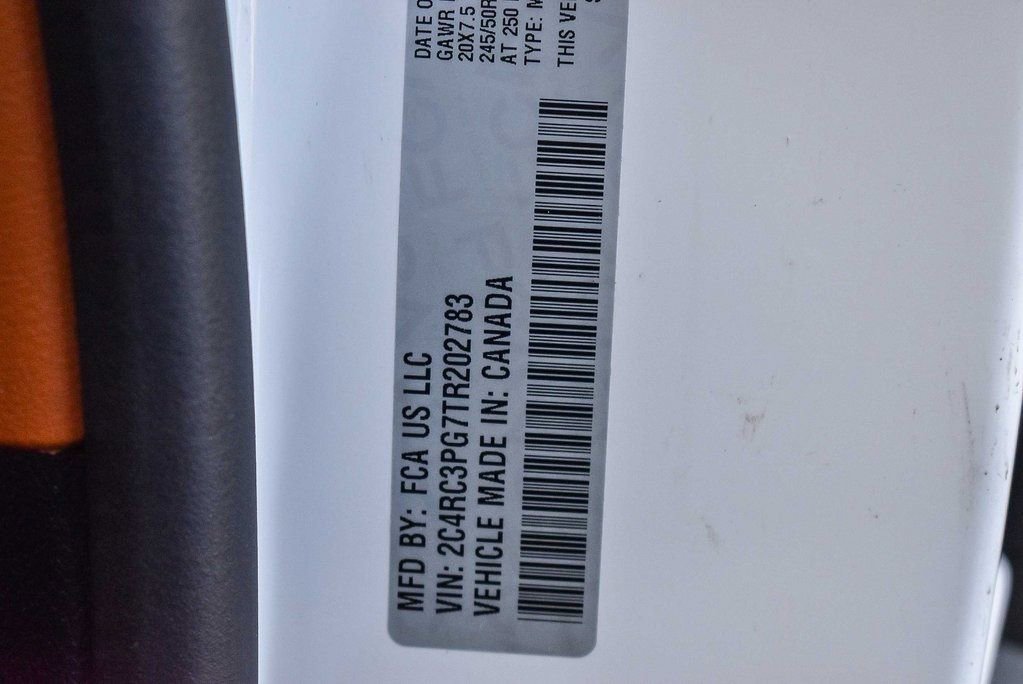 MFD BY: FCA US LLC
VIN: 2C4RC3PG7TR202783
VEHICLE MADE IN: CANADA
DATE O
GAWR
20X7.5
245/50R
AT 250
TYPE: M
THIS VE